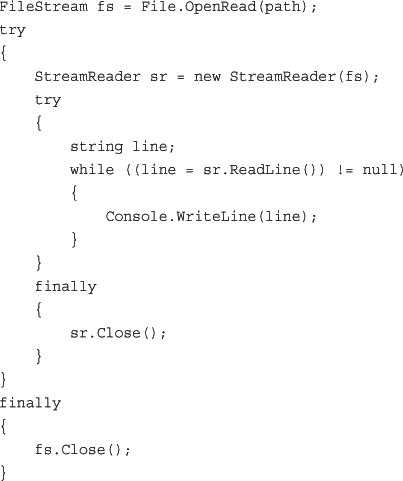 FileStream fs = File.OpenRead(path);
try
{
    StreamReader sr = new StreamReader(fs);
    try
    {
        string line;
        while ((line = sr.ReadLine()) != null)
        {
            Console.WriteLine(line);
        }
    }
    finally
    {
        sr.Close();
    }
}
finally
{
    fs.Close();
}